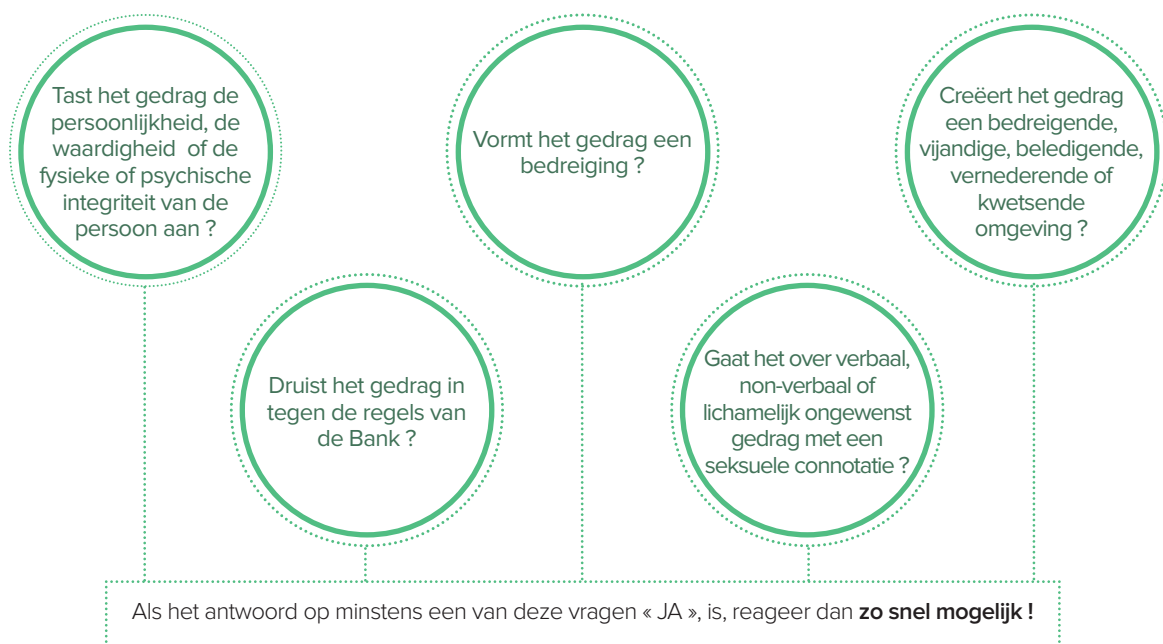 Tast het gedrag de
persoonlijkheid, de
waardigheid of de
fysieke of psychische
integriteit van de
persoon aan ?
Vormt het gedrag een
bedreiging ?
Creëert het gedrag
een bedreigende,
vijandige, beledigende,
vernederende of
kwetsende
omgeving ?
Druist het gedrag in
tegen de regels van
de Bank ?
Gaat het over verbaal,
non-verbaal of
lichamelijk ongewenst
gedrag met een
seksuele connotatie ?
Als het antwoord op minstens een van deze vragen « JA », is, reageer dan zo snel mogelijk !